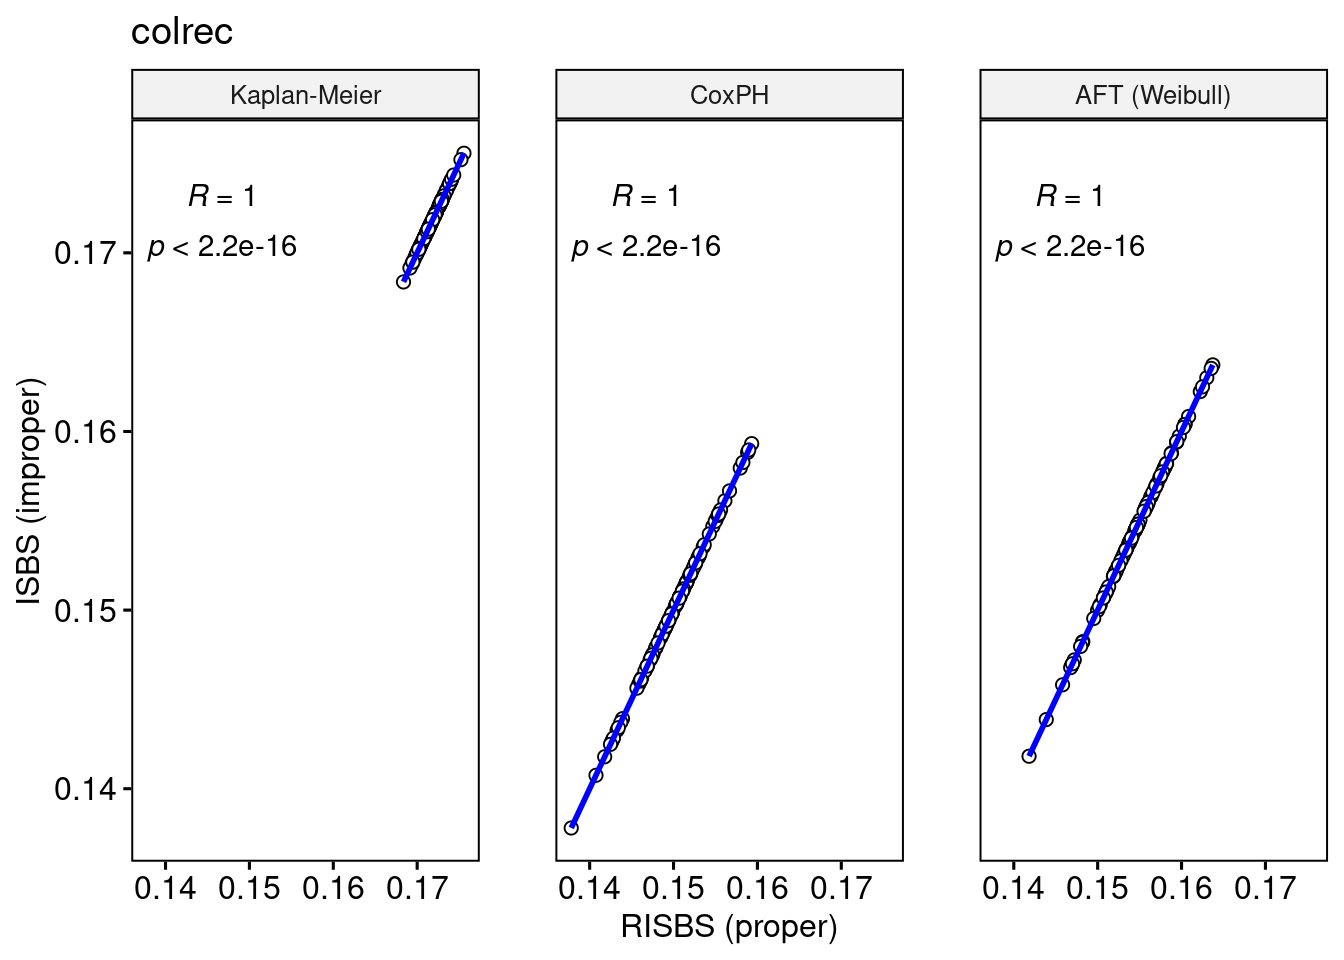 colrec
Kaplan-Meier
CoxPH
AFT (Weibull)
R = 1
p < 2.2e-16
R = 1
p < 2.2e-16
R = 1
p < 2.2e-16
ISBS (improper)
0.17
0.16
0.15
0.14
0.14 0.15 0.16 0.17
0.14 0.15 0.16 0.17
0.14 0.15 0.16 0.17
RISBS (proper)